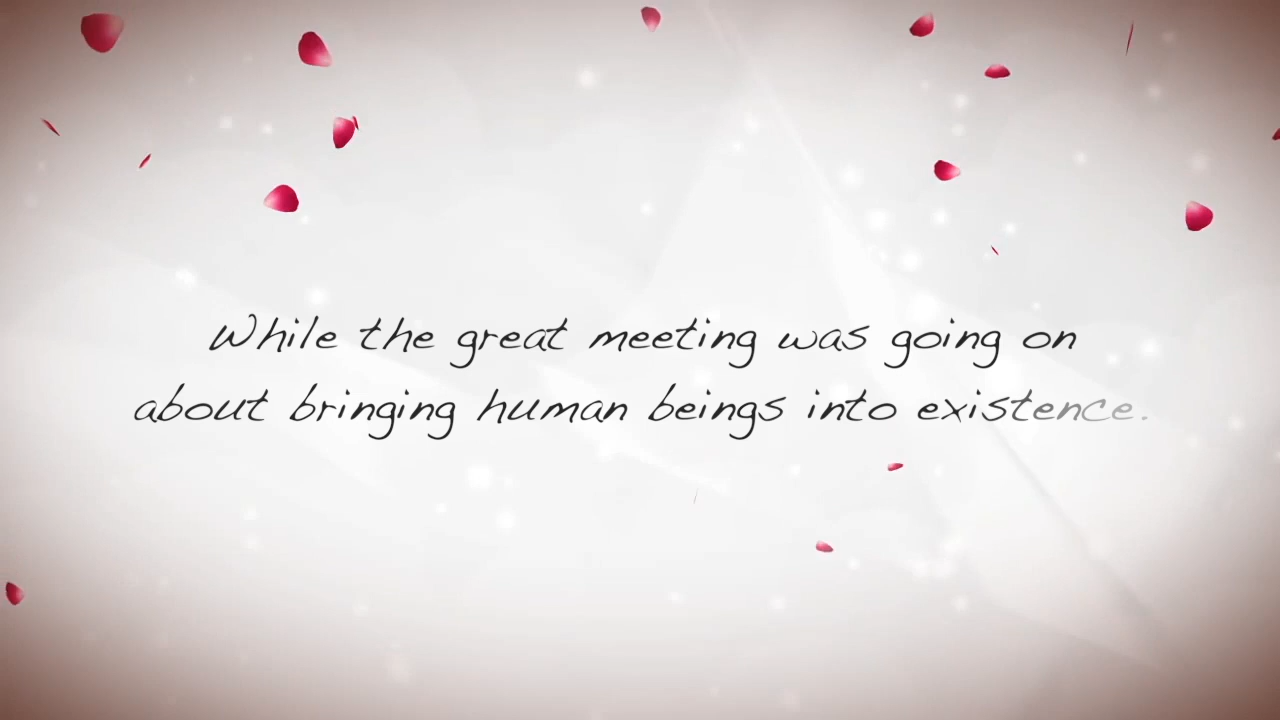 While the great meeting was going on
about bringing human beings into existence.